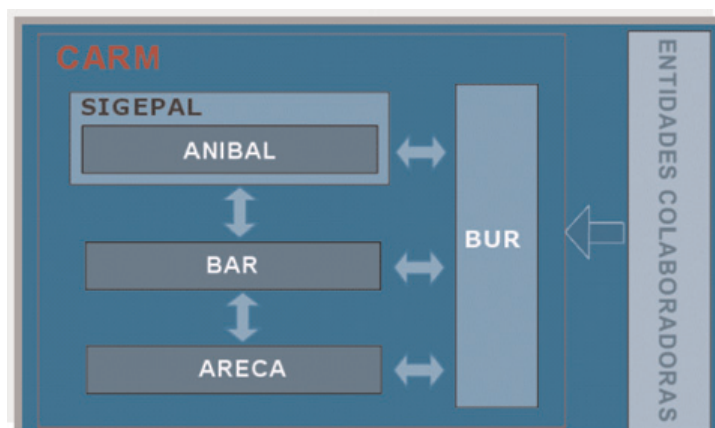 CARM
SIGEPAL
ANIBAL
BAR
ARECA
BUR
ENTIDADES COLABORADORAS